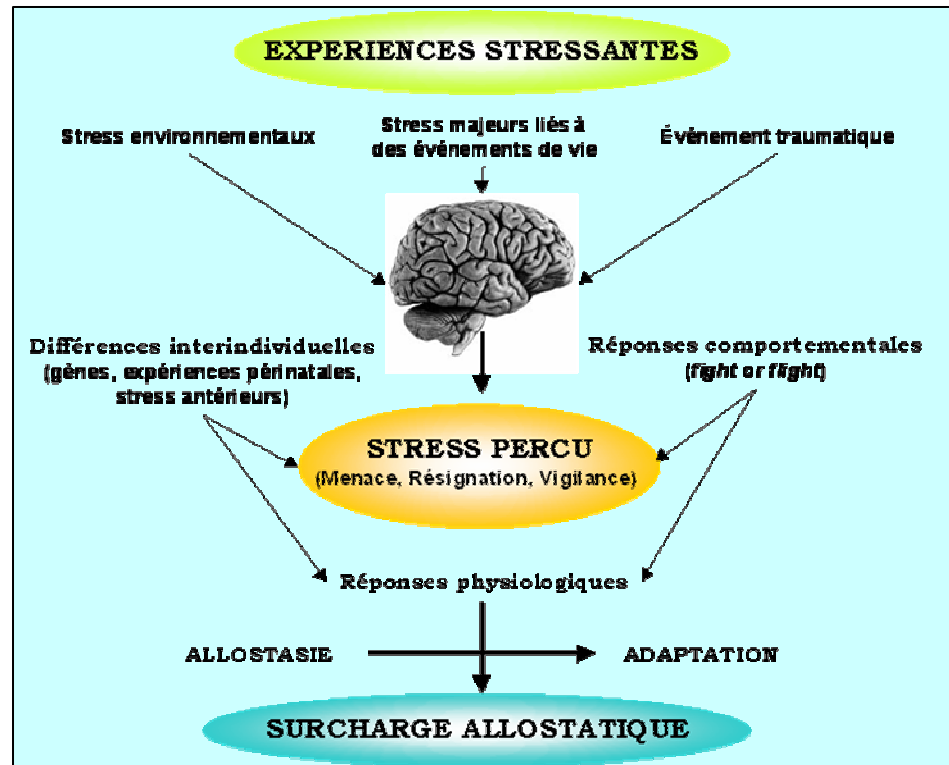 EXPERIENCES STRESSANTES
Stress environnementaux
Stress majeurs liés à
des événements de vie
Événement traumatique
Différences interindividuelles
(gènes, expériences périnatales,
stress antérieurs)
Réponses comportementales
(fight or flight)
STRESS PERCU
(Menace, Résignation, Vigilance)
Réponses physiologiques
ALLOSTASIE
ADAPTATION
SURCHARGE ALLOSTATIQUE